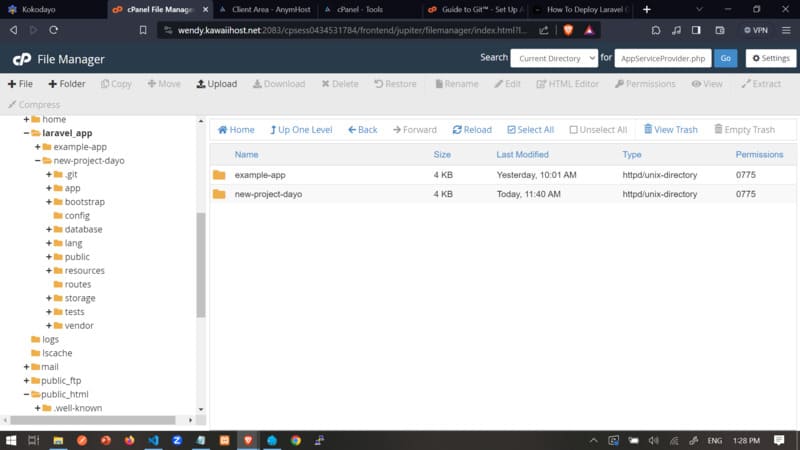 Kokodayo
cPanel File Manager
Client Area - AnymHost
cPanel - Tools
Guide to Git™ - Set Up A
How To Deploy Laravel
wendy.kawaiihost.net:2083/cpsess0434531784/frontend/jupiter/filemanager/index.html?l...
VPN
File Manager
Search
Current Directory
for
AppServiceProvider.php
Go
Settings
File
Folder
Copy
Move
Upload
Download
Delete
Restore
Rename
Edit
HTML Editor
Permissions
View
Extract
Compress
home
laravel_app
example-app
new-project-dayo
.git
app
bootstrap
config
database
lang
public
resources
routes
storage
tests
vendor
logs
lscache
mail
public_ftp
public_html
.well-known
Home
Up One Level
Back
Forward
Reload
Select All
Unselect All
View Trash
Empty Trash
Name Size Last Modified Type Permissions
example-app 4 KB Yesterday, 10:01 AM httpd/unix-directory 0775
new-project-dayo 4 KB Today, 11:40 AM httpd/unix-directory 0775
ENG 1:28 PM